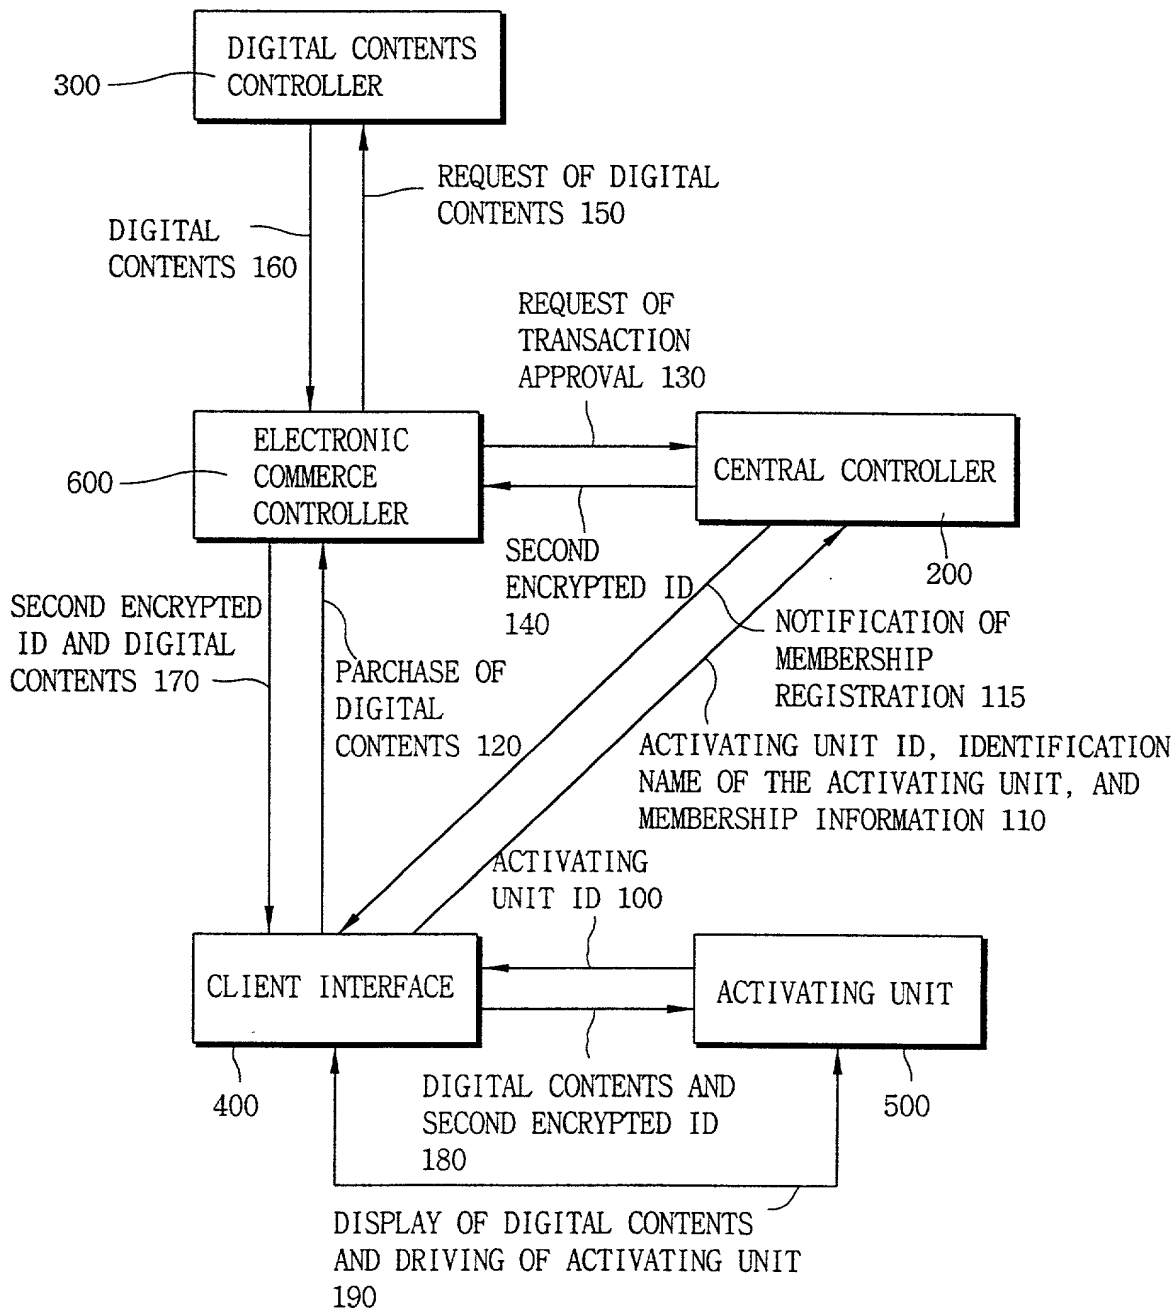 DIGITAL CONTENTS
CONTROLLER
300
REQUEST OF DIGITAL
CONTENTS 150
DIGITAL
CONTENTS 160
REQUEST OF
TRANSACTION
APPROVAL 130
ELECTRONIC
COMMERCE
CONTROLLER
600
CENTRAL CONTROLLER
200
SECOND
ENCRYPTED ID
140
SECOND ENCRYPTED
ID AND DIGITAL
CONTENTS 170
PARCHASE OF
DIGITAL
CONTENTS 120
NOTIFICATION OF
MEMBERSHIP
REGISTRATION 115
ACTIVATING UNIT ID, IDENTIFICATION
NAME OF THE ACTIVATING UNIT, AND
MEMBERSHIP INFORMATION 110
ACTIVATING
UNIT ID 100
CLIENT INTERFACE
400
ACTIVATING UNIT
500
DIGITAL CONTENTS AND
SECOND ENCRYPTED ID
180
DISPLAY OF DIGITAL CONTENTS
AND DRIVING OF ACTIVATING UNIT
190